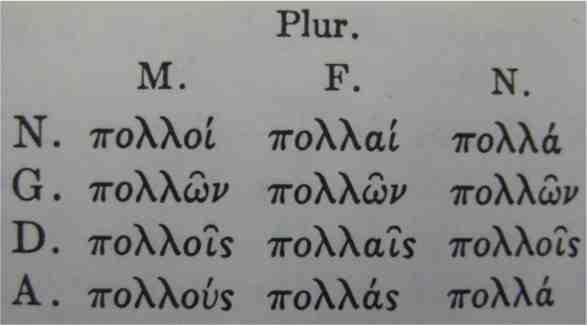 Plur.
M. F. N.
N. πολλοί πολλαί πολλά
G. πολλῶν πολλῶν πολλῶν
D. πολλοῖς πολλαῖς πολλοῖς
A. πολλούς πολλάς πολλά